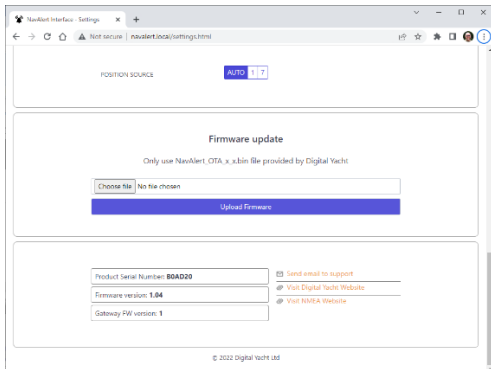 NavAlert Interface - Settings
Not secure | navalert.local/settings.html
POSITION SOURCE
AUTO 1 7
Firmware update
Only use NavAlert_OTA_x_x.bin file provided by Digital Yacht
Choose file No file chosen
Upload Firmware
Product Serial Number: B0AD20
Send email to support
Visit Digital Yacht Website
Firmware version: 1.04
Visit NMEA Website
Gateway FW version: 1
© 2022 Digital Yacht Ltd